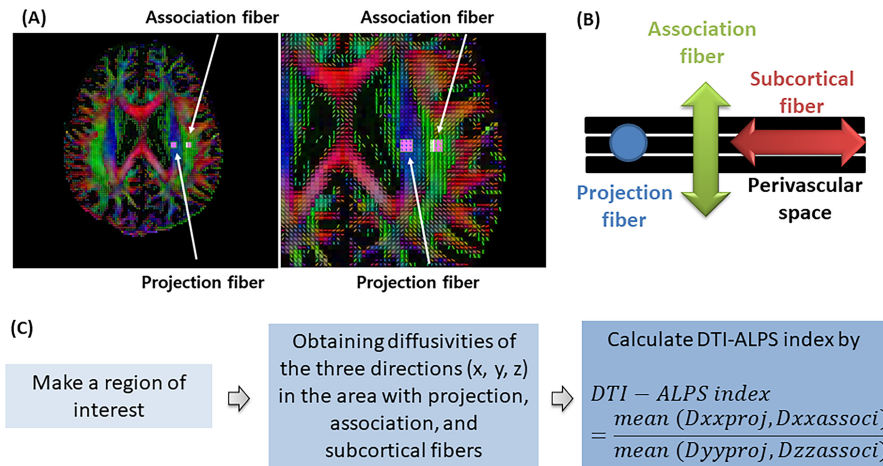 (A)
Association fiber
Association fiber
Projection fiber
Projection fiber
(B)
Association
fiber
Subcortical
fiber
Projection
fiber
Perivascular
space
(C)
Make a region of
interest
Obtaining diffusivities of
the three directions (x, y, z)
in the area with projection,
association, and
subcortical fibers
Calculate DTI-ALPS index by
DTI − ALPS index
= mean (Dxxproj, Dxxassoci)
mean (Dyyproj, Dzzassoci)